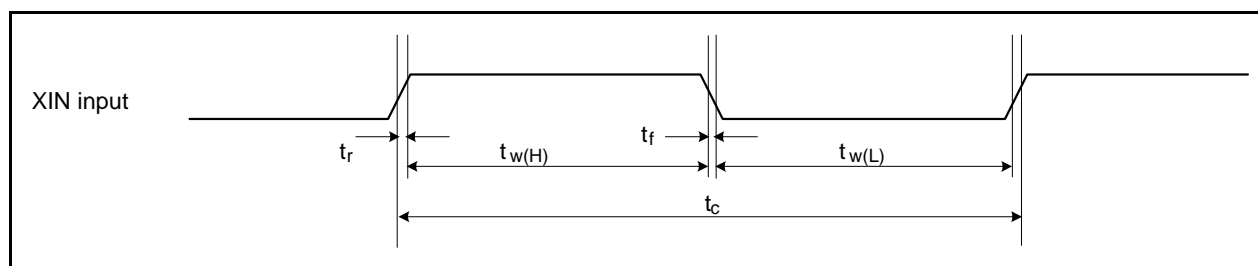 XIN input
tr
tw(H)
tf
tw(L)
tc